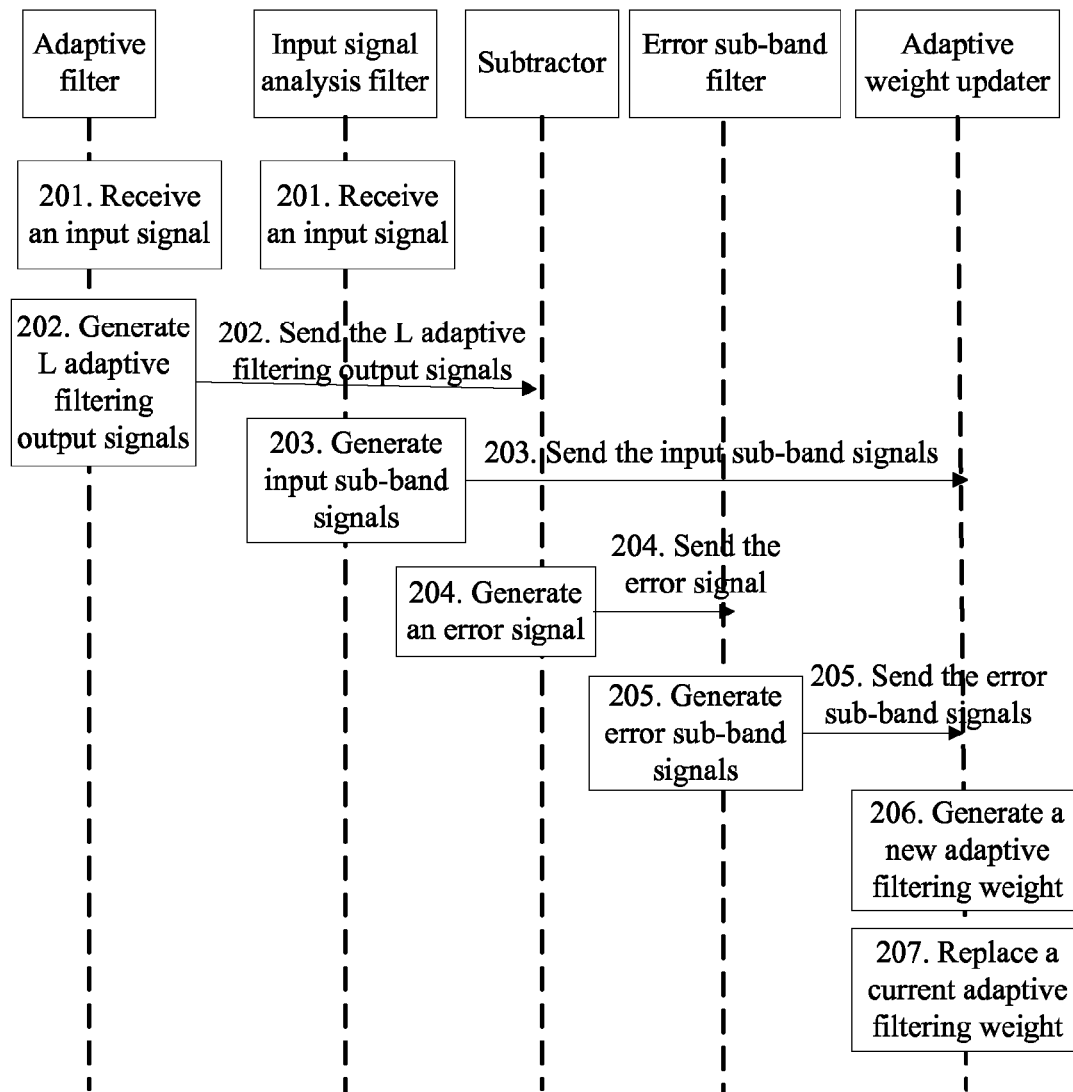 Adaptive
filter
Input signal
analysis filter
Subtractor
Error sub-band
filter
Adaptive
weight updater
201. Receive
an input signal
201. Receive
an input signal
202. Generate
L adaptive
filtering
output signals
202. Send the L adaptive
filtering output signals
203. Generate
input sub-band
signals
203. Send the input sub-band signals
204. Generate
an error signal
204. Send the
error signal
205. Generate
error sub-band
signals
205. Send the error
sub-band signals
206. Generate a
new adaptive
filtering weight
207. Replace a
current adaptive
filtering weight